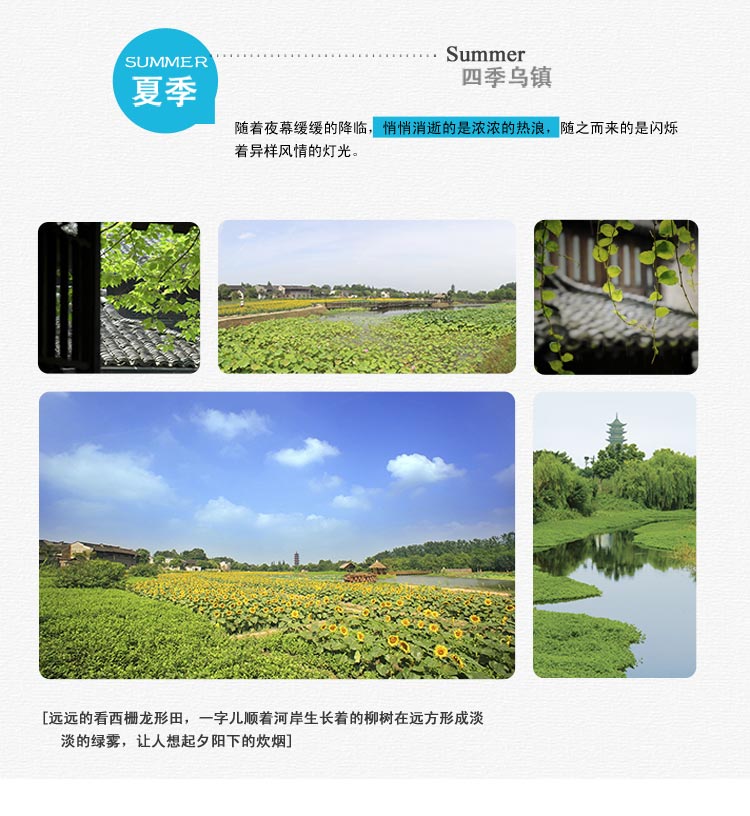 SUMMER
夏季
Summer
四季乌镇
随着夜幕缓缓的降临，悄悄消逝的是浓浓的热浪，随之而来的是闪烁
着异样风情的灯光。
[远远的看西栅龙形田，一字儿顺着河岸生长着的柳树在远方形成淡
淡的绿雾，让人想起夕阳下的炊烟]